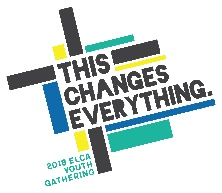 THIS
CHANGES
EVERYTHING.
2018 ELCA
YOUTH
GATHERING